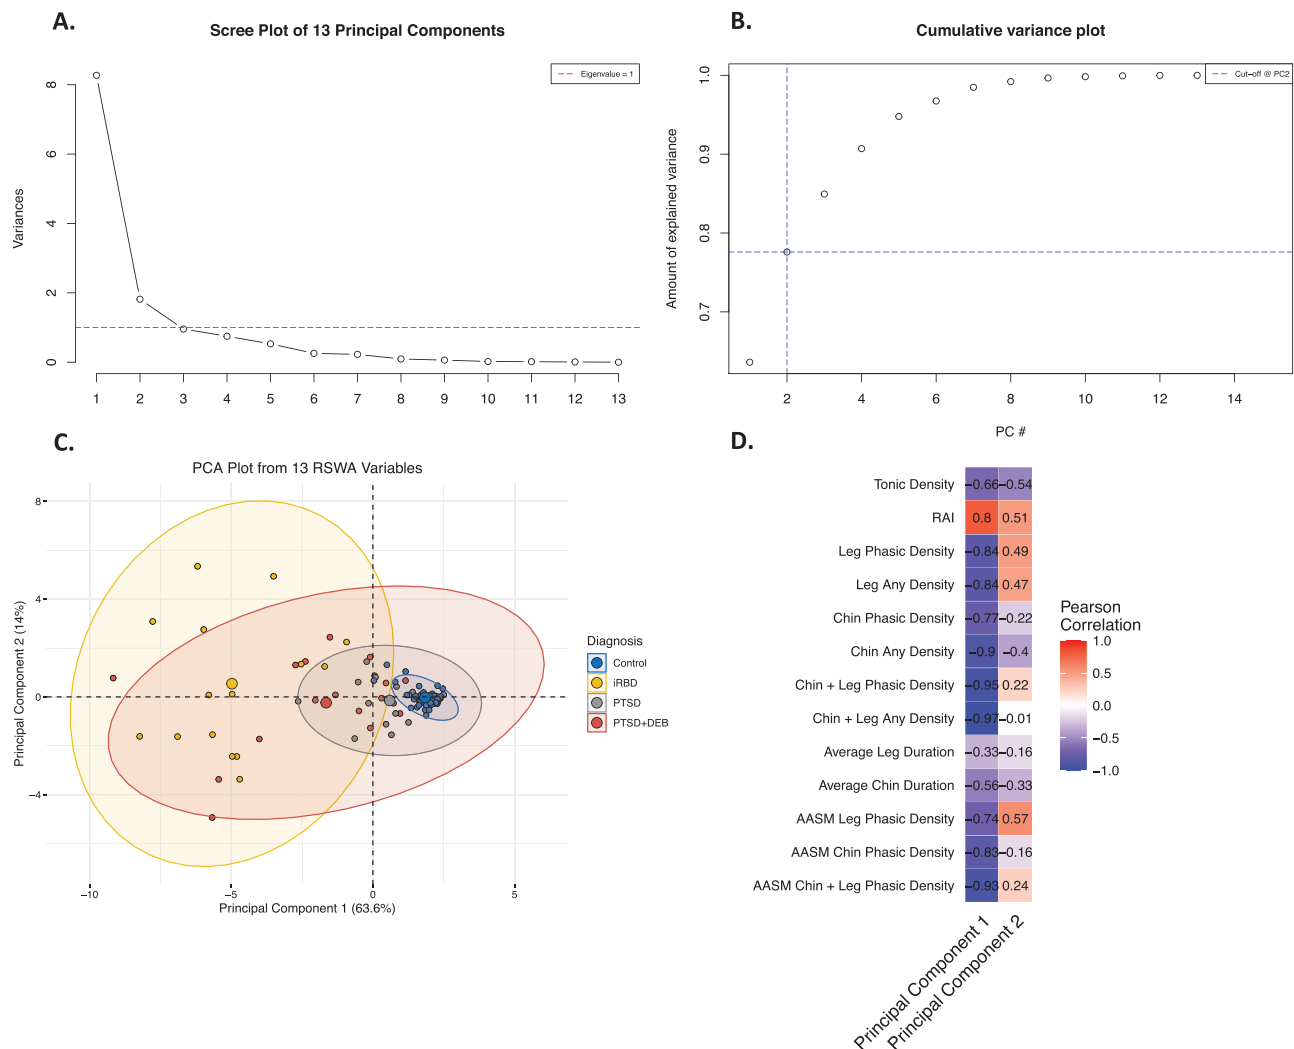 A.
Scree Plot of 13 Principal Components
Eigenvalue = 1
Variances
8
6
4
2
0
1 2 3 4 5 6 7 8 9 10 11 12 13
B.
Cumulative variance plot
Cut−off @ PC2
Amount of explained variance
1.0
0.9
0.8
0.7
2 4 6 8 10 12 14
PC #
C.
PCA Plot from 13 RSWA Variables
Principal Component 2 (14%)
8
4
0
−4
−10 −5 0 5
Principal Component 1 (63.6%)
Diagnosis
Control
iRBD
PTSD
PTSD+DEB
D.
Tonic Density −0.66 −0.54
RAI 0.8 0.51
Leg Phasic Density −0.84 0.49
Leg Any Density −0.84 0.47
Chin Phasic Density −0.77 −0.22
Chin Any Density −0.9 −0.4
Chin + Leg Phasic Density −0.95 0.22
Chin + Leg Any Density −0.97 −0.01
Average Leg Duration −0.33 −0.16
Average Chin Duration −0.56 −0.33
AASM Leg Phasic Density −0.74 0.57
AASM Chin Phasic Density −0.83 −0.16
AASM Chin + Leg Phasic Density −0.93 0.24
Principal Component 1
Principal Component 2
Pearson
Correlation
1.0
0.5
0.0
−0.5
−1.0